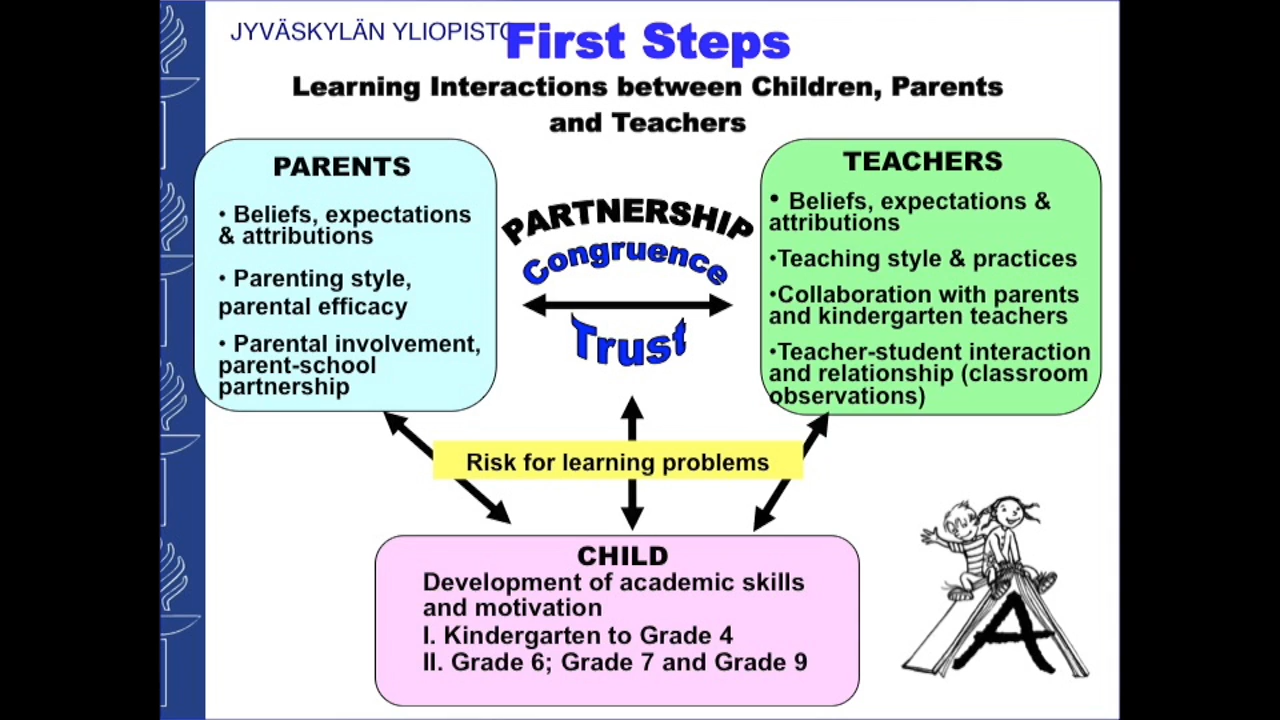 JYVÄSKYLÄN YLIOPISTO
First Steps
Learning Interactions between Children, Parents
and Teachers
PARENTS
• Beliefs, expectations
& attributions
• Parenting style,
parental efficacy
• Parental involvement,
parent-school
partnership
PARTNERSHIP
Congruence
Trust
TEACHERS
• Beliefs, expectations &
attributions
•Teaching style & practices
•Collaboration with parents
and kindergarten teachers
•Teacher-student interaction
and relationship (classroom
observations)
Risk for learning problems
CHILD
Development of academic skills
and motivation
I. Kindergarten to Grade 4
II. Grade 6; Grade 7 and Grade 9
A